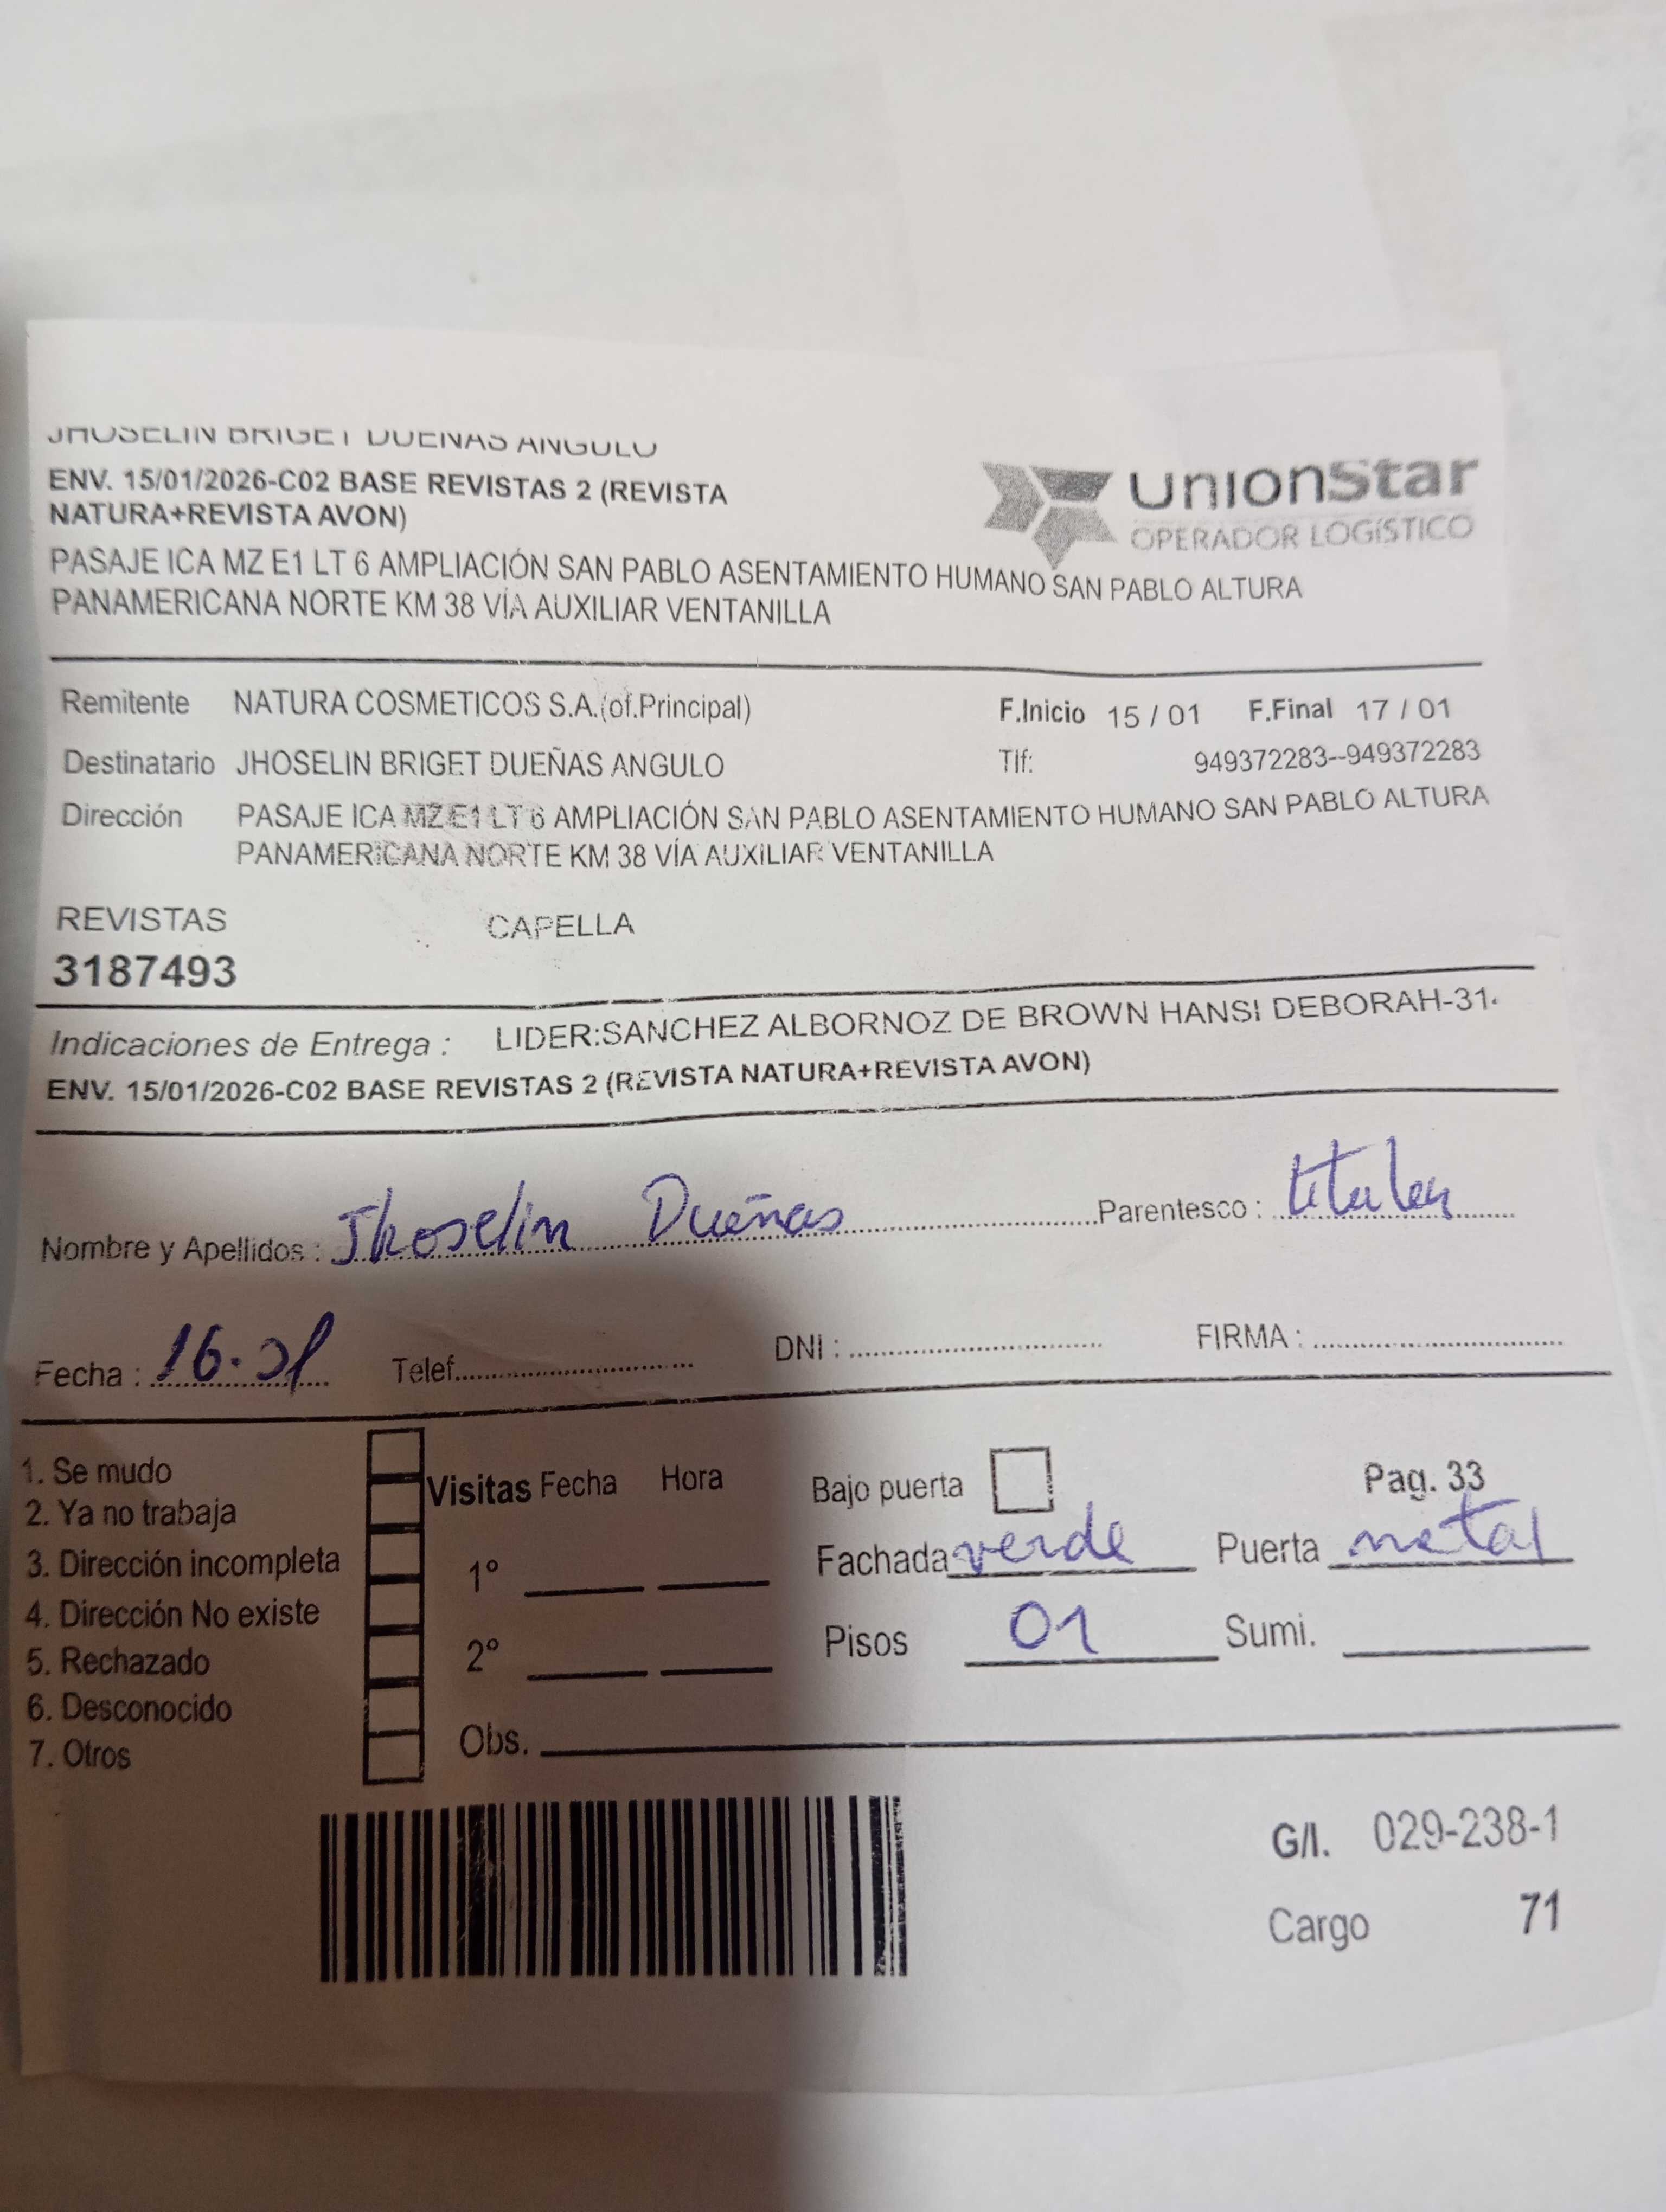 JHOSELIN BRIGET DUEÑAS ANGULO
ENV. 15/01/2026-C02 BASE REVISTAS 2 (REVISTA
NATURA+REVISTA AVON)
unionstar
OPERADOR LOGÍSTICO
PASAJE ICA MZ E1 LT 6 AMPLIACIÓN SAN PABLO ASENTAMIENTO HUMANO SAN PABLO ALTURA
PANAMERICANA NORTE KM 38 VÍA AUXILIAR VENTANILLA
Remitente NATURA COSMETICOS S.A.(of.Principal) F.Inicio 15 / 01 F.Final 17 / 01
Destinatario JHOSELIN BRIGET DUEÑAS ANGULO Tlf: 949372283--949372283
Dirección PASAJE ICA MZ E1 LT 6 AMPLIACIÓN SAN PABLO ASENTAMIENTO HUMANO SAN PABLO ALTURA
PANAMERICANA NORTE KM 38 VÍA AUXILIAR VENTANILLA
REVISTAS CAPELLA
3187493
Indicaciones de Entrega : LIDER:SANCHEZ ALBORNOZ DE BROWN HANSI DEBORAH-31
ENV. 15/01/2026-C02 BASE REVISTAS 2 (REVISTA NATURA+REVISTA AVON)
Nombre y Apellidos : Jhoselin Dueñas Parentesco : titular
Fecha : 16-01 Telef. DNI : FIRMA :
1. Se mudo
2. Ya no trabaja
3. Dirección incompleta
4. Dirección No existe
5. Rechazado
6. Desconocido
7. Otros
Visitas Fecha Hora
1°
2°
Obs.
Bajo puerta Pag. 33
Fachada verde Puerta metal
Pisos 01 Sumi.
G/I. 029-238-1
Cargo 71